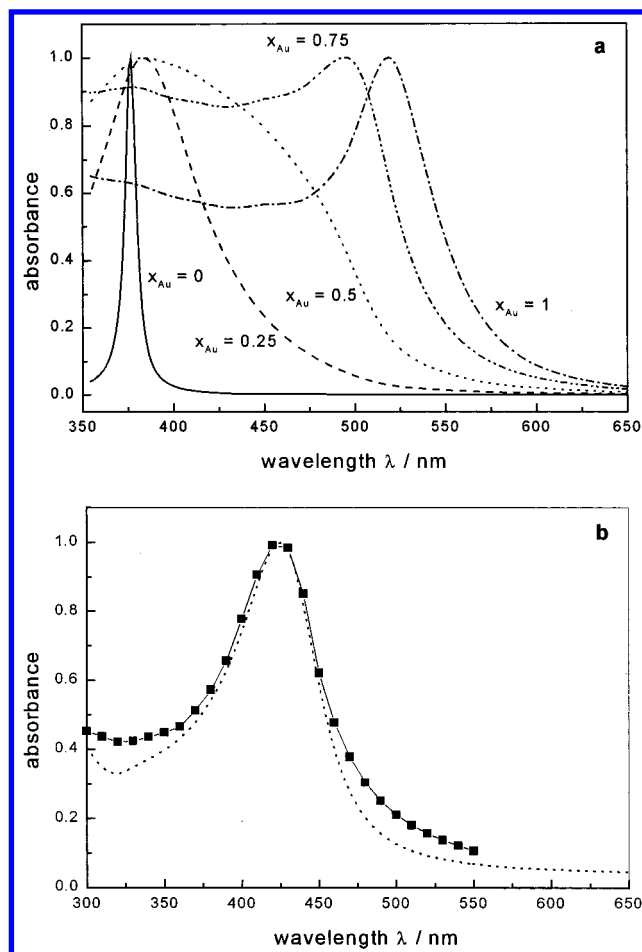 a
x_Au = 0.75
1.0
0.8
0.6
0.4
0.2
0.0
absorbance
x_Au = 0
x_Au = 0.25
x_Au = 0.5
x_Au = 1
350 400 450 500 550 600 650
wavelength λ / nm
b
1.0
0.8
0.6
0.4
0.2
0.0
absorbance
300 350 400 450 500 550 600 650
wavelength λ / nm